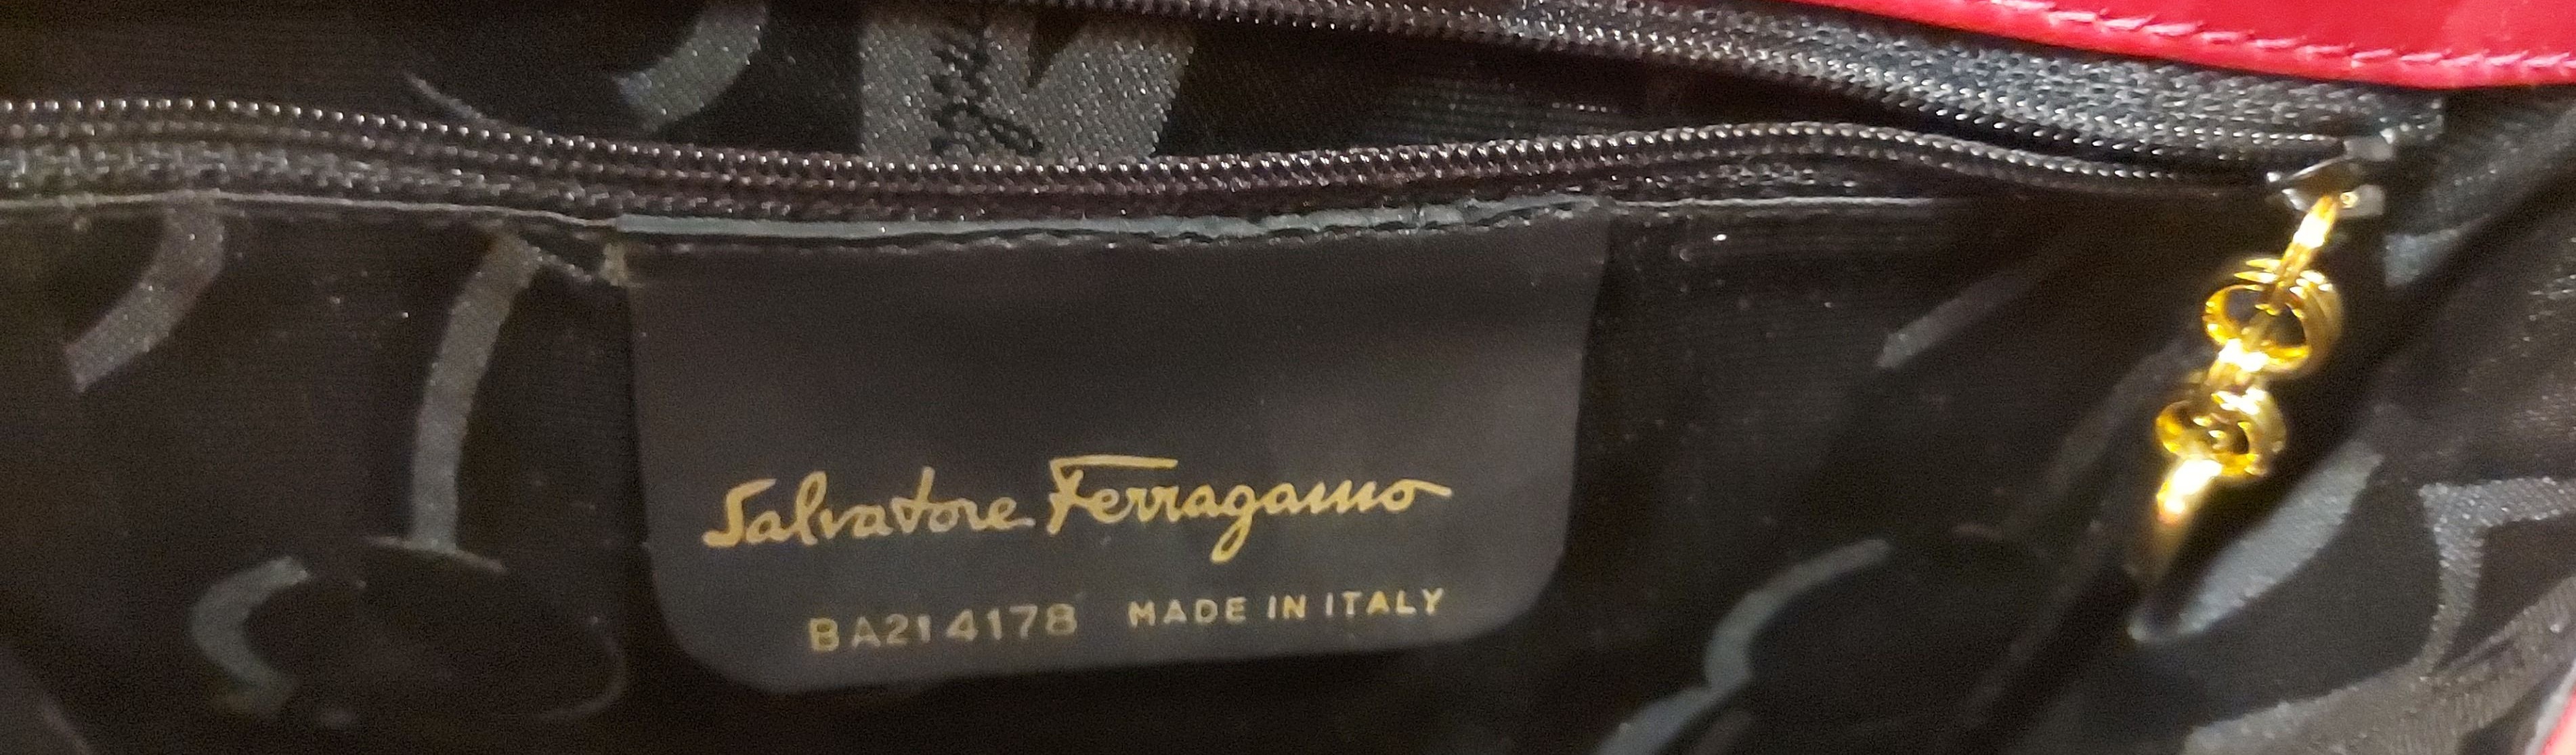 Salvatore Ferragamo
BA214178 MADE IN ITALY